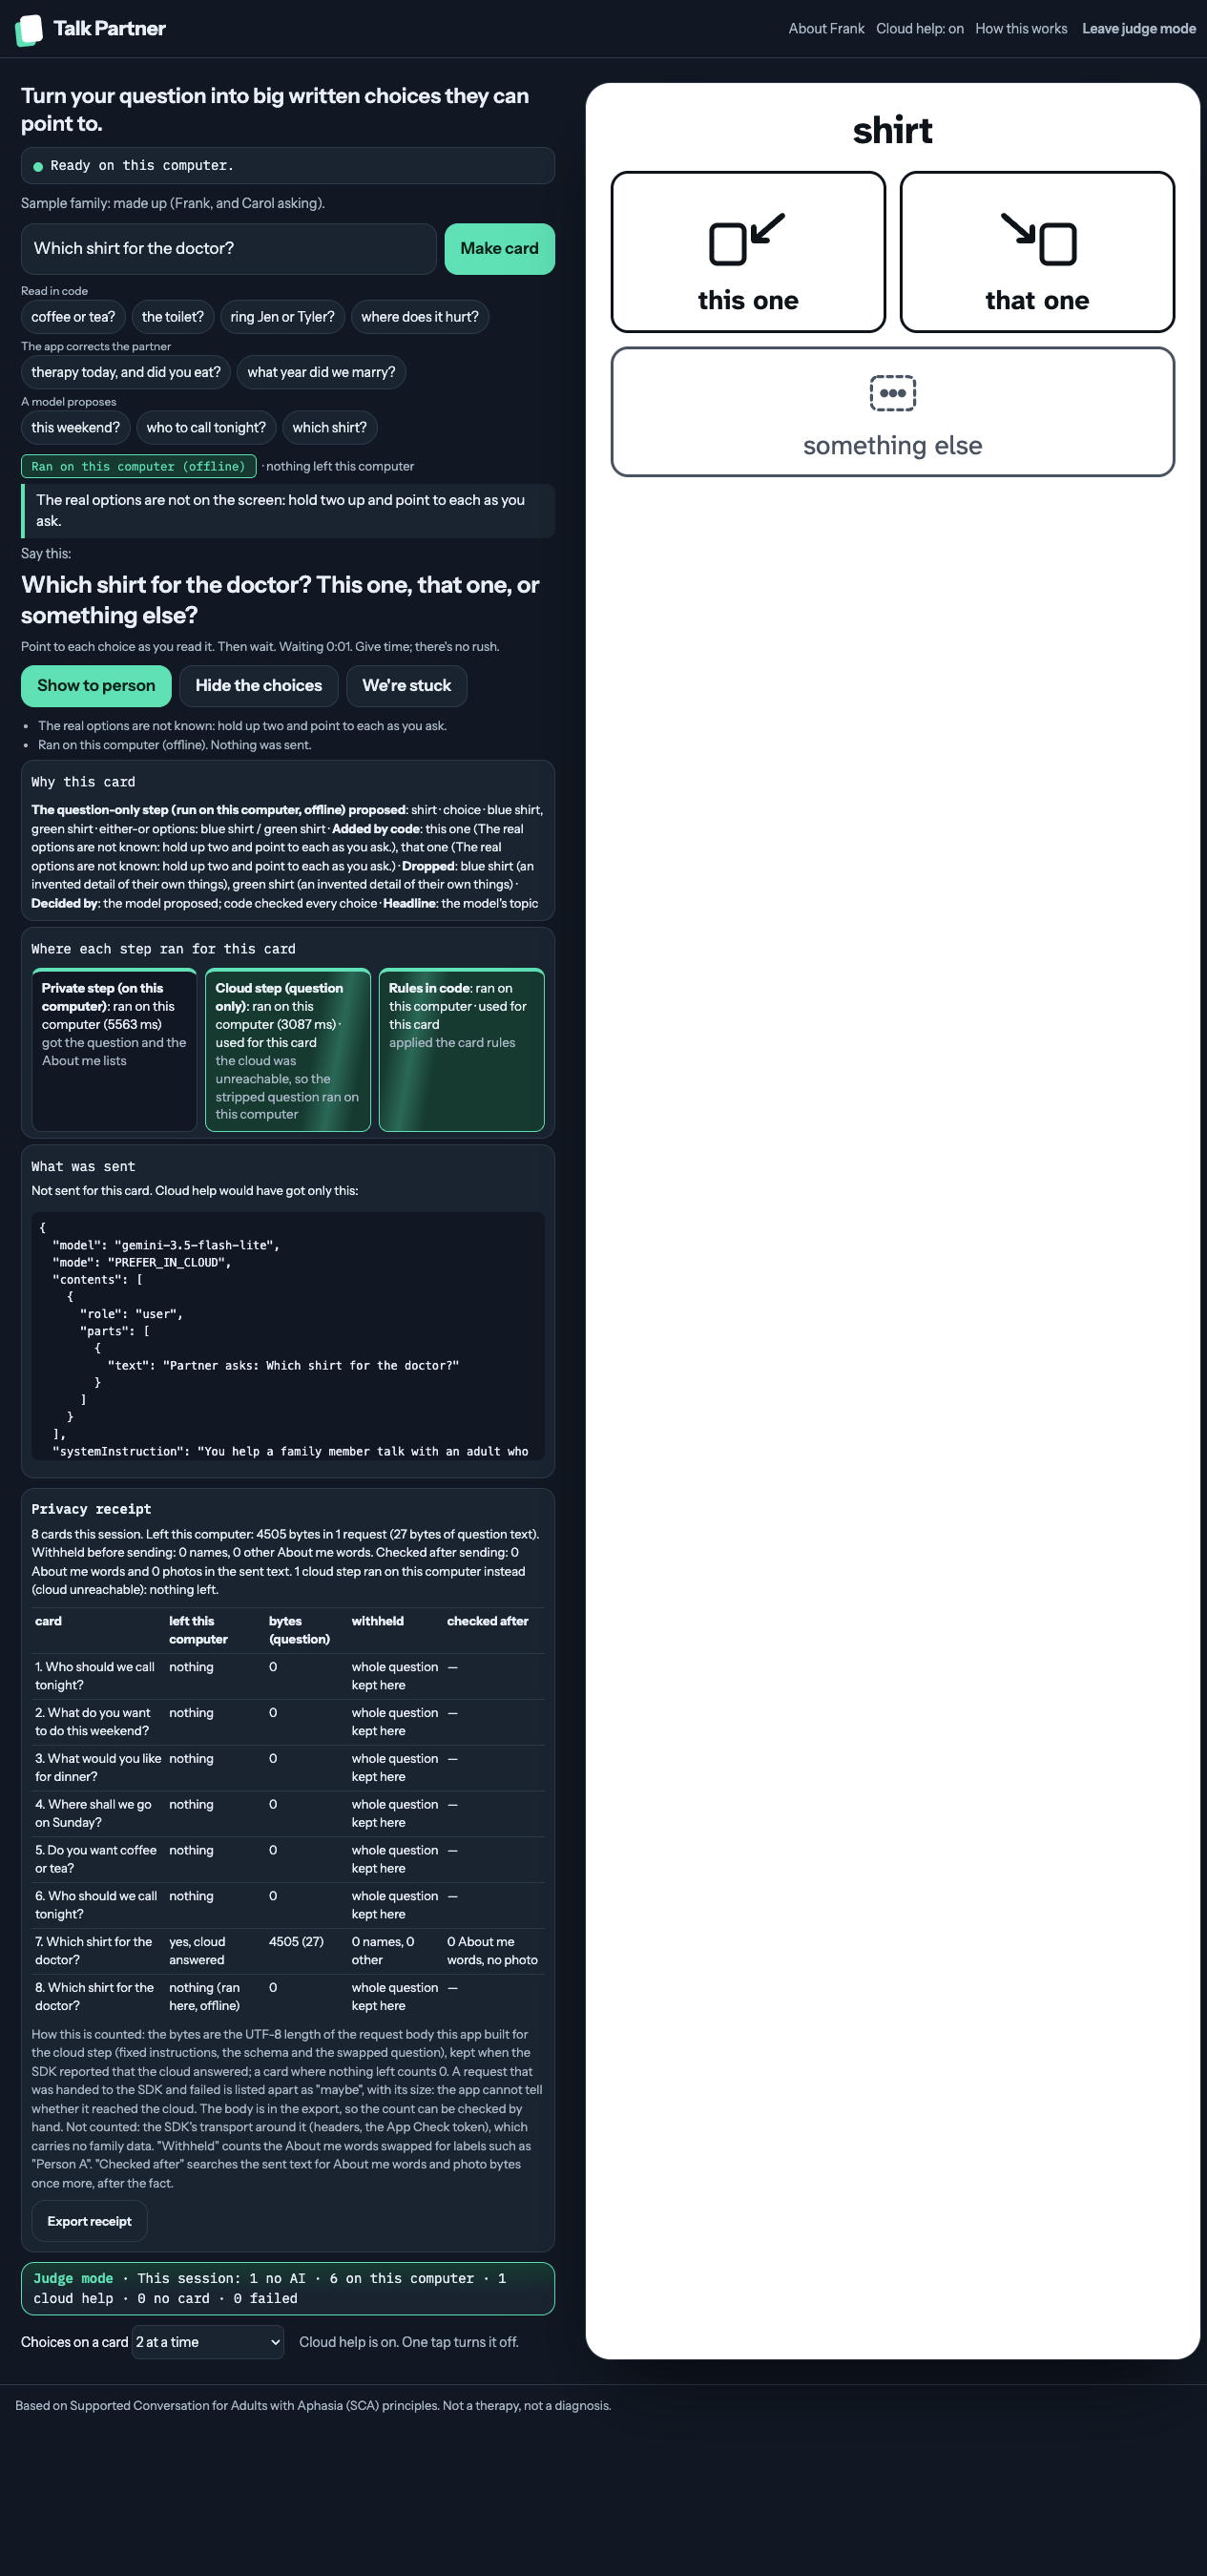 Talk Partner
About Frank Cloud help: on How this works Leave judge mode
Turn your question into big written choices they can
point to.
Ready on this computer.
Sample family: made up (Frank, and Carol asking).
Which shirt for the doctor?
Make card
Read in code
coffee or tea? the toilet? ring Jen or Tyler? where does it hurt?
The app corrects the partner
therapy today, and did you eat? what year did we marry?
A model proposes
this weekend? who to call tonight? which shirt?
Ran on this computer (offline) · nothing left this computer
The real options are not on the screen: hold two up and point to each as you
ask.
Say this:
Which shirt for the doctor? This one, that one, or
something else?
Point to each choice as you read it. Then wait. Waiting 0:01. Give time; there's no rush.
Show to person Hide the choices We're stuck
• The real options are not known: hold up two and point to each as you ask.
• Ran on this computer (offline). Nothing was sent.
Why this card
The question-only step (run on this computer, offline) proposed: shirt · choice · blue shirt,
green shirt · either-or options: blue shirt / green shirt · Added by code: this one (The real
options are not known: hold up two and point to each as you ask.), that one (The real
options are not known: hold up two and point to each as you ask.) · Dropped: blue shirt (an
invented detail of their own things), green shirt (an invented detail of their own things) ·
Decided by: the model proposed; code checked every choice · Headline: the model's topic
Where each step ran for this card
Private step (on this
computer): ran on this
computer (5563 ms)
got the question and the
About me lists
Cloud step (question
only): ran on this
computer (3087 ms) ·
used for this card
the cloud was
unreachable, so the
stripped question ran on
this computer
Rules in code: ran on
this computer · used for
this card
applied the card rules
What was sent
Not sent for this card. Cloud help would have got only this:
{
"model": "gemini-3.5-flash-lite",
"mode": "PREFER_IN_CLOUD",
"contents": [
{
"role": "user",
"parts": [
{
"text": "Partner asks: Which shirt for the doctor?"
}
]
}
],
"systemInstruction": "You help a family member talk with an adult who
Privacy receipt
8 cards this session. Left this computer: 4505 bytes in 1 request (27 bytes of question text).
Withheld before sending: 0 names, 0 other About me words. Checked after sending: 0
About me words and 0 photos in the sent text. 1 cloud step ran on this computer instead
(cloud unreachable): nothing left.
card left this computer bytes (question) withheld checked after
1. Who should we call tonight? nothing 0 whole question kept here —
2. What do you want to do this weekend? nothing 0 whole question kept here —
3. What would you like for dinner? nothing 0 whole question kept here —
4. Where shall we go on Sunday? nothing 0 whole question kept here —
5. Do you want coffee or tea? nothing 0 whole question kept here —
6. Who should we call tonight? nothing 0 whole question kept here —
7. Which shirt for the doctor? yes, cloud answered 4505 (27) 0 names, 0 other 0 About me words, no photo
8. Which shirt for the doctor? nothing (ran here, offline) 0 whole question kept here —
How this is counted: the bytes are the UTF-8 length of the request body this app built for
the cloud step (fixed instructions, the schema and the swapped question), kept when the
SDK reported that the cloud answered; a card where nothing left counts 0. A request that
was handed to the SDK and failed is listed apart as "maybe", with its size: the app cannot tell
whether it reached the cloud. The body is in the export, so the count can be checked by
hand. Not counted: the SDK's transport around it (headers, the App Check token), which
carries no family data. "Withheld" counts the About me words swapped for labels such as
"Person A". "Checked after" searches the sent text for About me words and photo bytes
once more, after the fact.
Export receipt
Judge mode · This session: 1 no AI · 6 on this computer · 1
cloud help · 0 no card · 0 failed
Choices on a card 2 at a time Cloud help is on. One tap turns it off.
shirt
this one
that one
something else
Based on Supported Conversation for Adults with Aphasia (SCA) principles. Not a therapy, not a diagnosis.